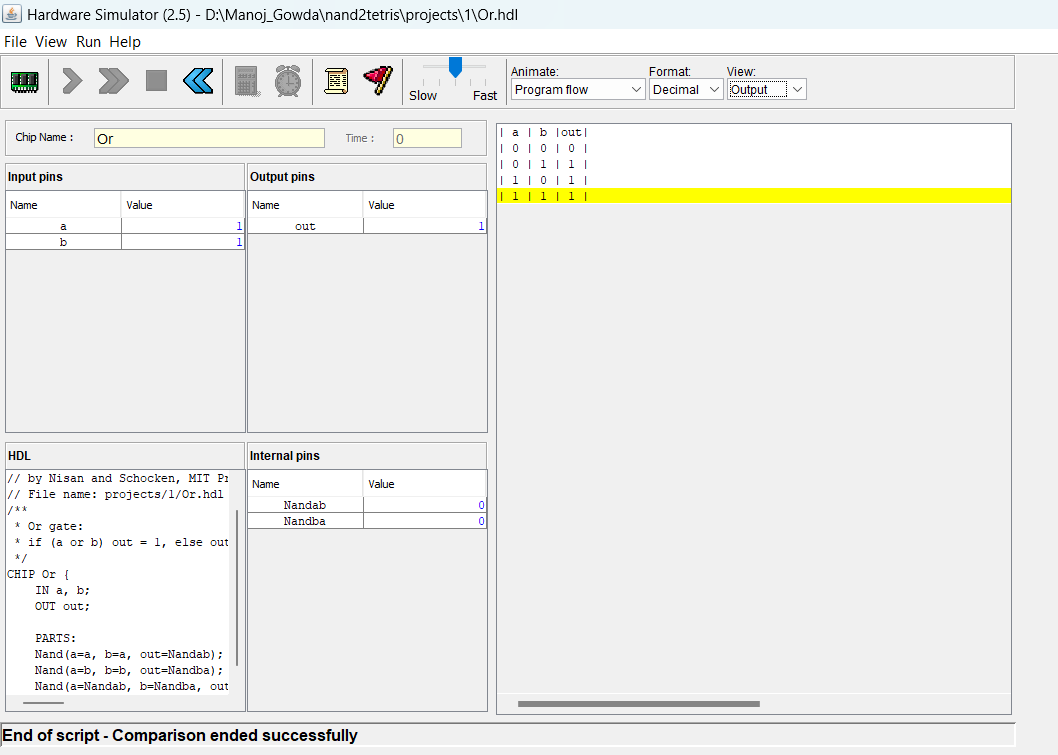 Hardware Simulator (2.5) - D:\Manoj_Gowda\nand2tetris\projects\1\Or.hdl
File View Run Help
Slow Fast
Animate: Format: View:
Program flow Decimal Output
Chip Name : Or Time : 0
Input pins
Name Value
a 1
b 1
Output pins
Name Value
out 1
| a | b |out|
| 0 | 0 | 0 |
| 0 | 1 | 1 |
| 1 | 0 | 1 |
| 1 | 1 | 1 |
HDL
// by Nisan and Schocken, MIT Pr
// File name: projects/1/Or.hdl
/**
* Or gate:
* if (a or b) out = 1, else out
*/
CHIP Or {
IN a, b;
OUT out;
PARTS:
Nand(a=a, b=a, out=Nandab);
Nand(a=b, b=b, out=Nandba);
Nand(a=Nandab, b=Nandba, out
Internal pins
Name Value
Nandab 0
Nandba 0
End of script - Comparison ended successfully